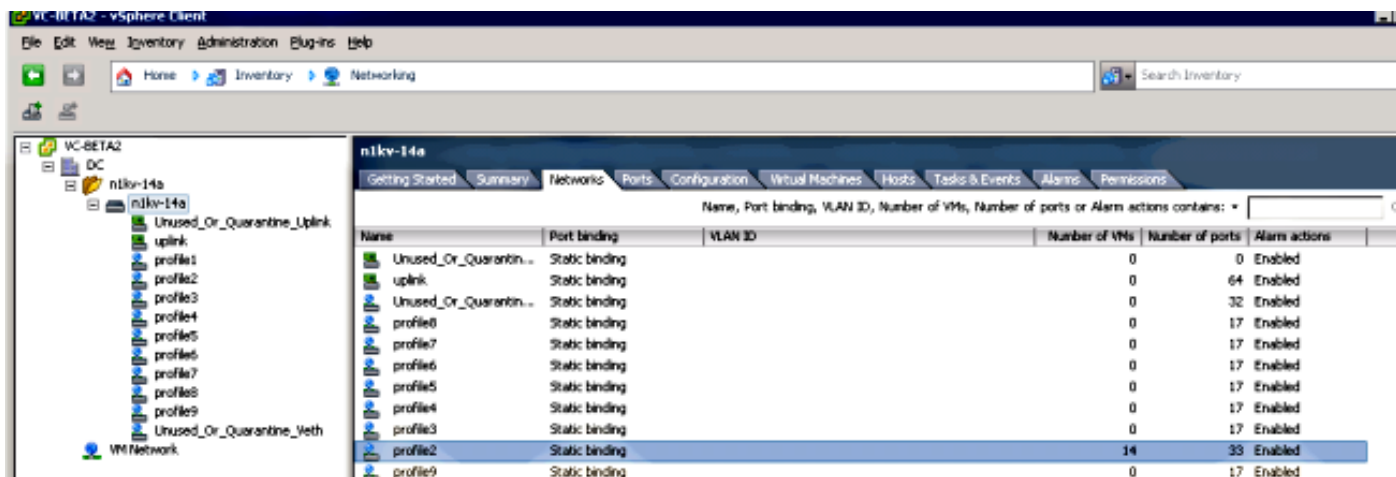 VC-BETA2 - vSphere Client
File Edit View Inventory Administration Plug-ins Help
Home Inventory Networking
Search Inventory
VC-BETA2
DC
n1kv-14a
n1kv-14a
Unused_Or_Quarantine_Uplink
uplink
profile1
profile2
profile3
profile4
profile5
profile6
profile7
profile8
profile9
Unused_Or_Quarantine_Veth
VM Network
n1kv-14a
Getting Started Summary Networks Ports Configuration Virtual Machines Hosts Tasks & Events Alarms Permissions
Name, Port binding, VLAN ID, Number of VMs, Number of ports or Alarm actions contains:
Name Port binding VLAN ID Number of VMs Number of ports Alarm actions
Unused_Or_Quarantin... Static binding 0 0 Enabled
uplink Static binding 0 64 Enabled
Unused_Or_Quarantin... Static binding 0 32 Enabled
profile8 Static binding 0 17 Enabled
profile7 Static binding 0 17 Enabled
profile6 Static binding 0 17 Enabled
profile5 Static binding 0 17 Enabled
profile4 Static binding 0 17 Enabled
profile3 Static binding 0 17 Enabled
profile2 Static binding 14 33 Enabled
profile9 Static binding 0 17 Enabled